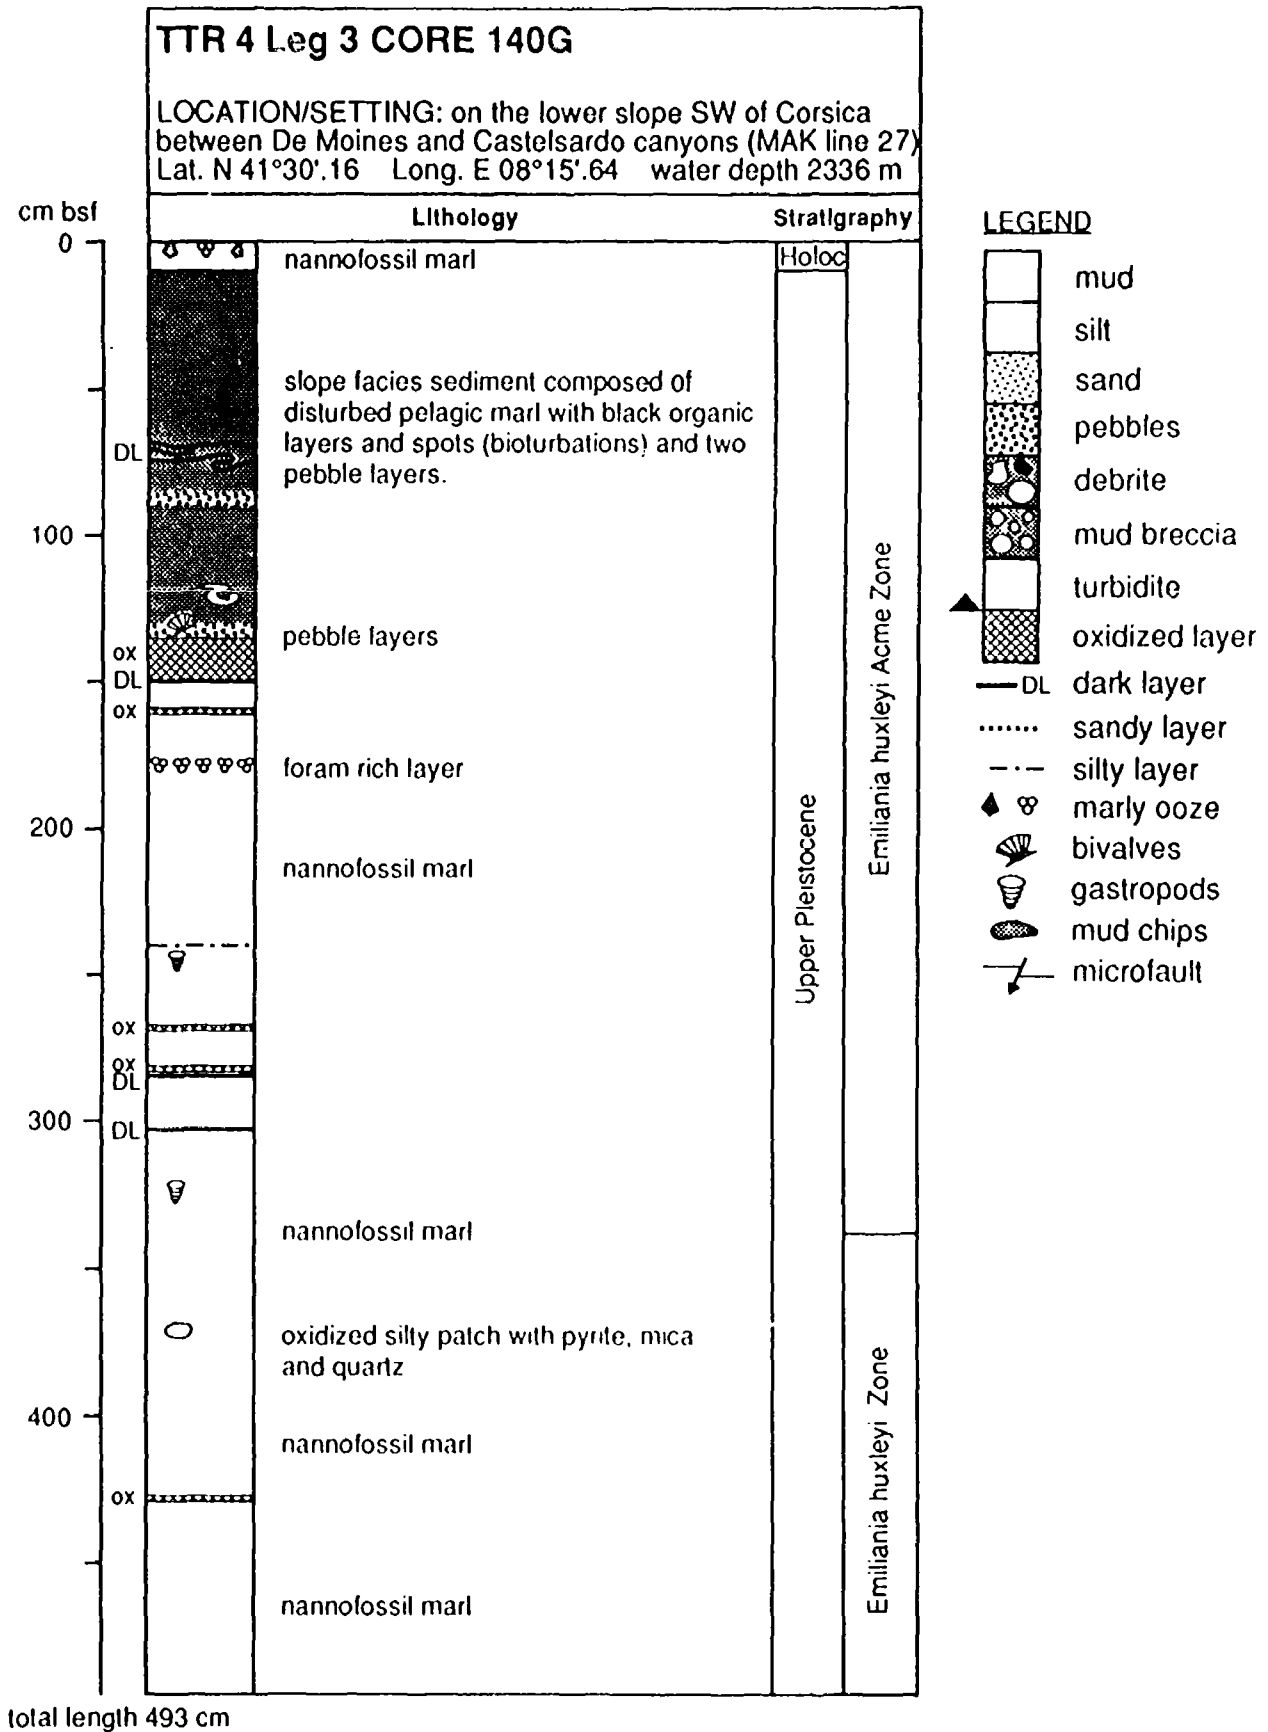 TTR 4 Leg 3 CORE 140G
LOCATION/SETTING: on the lower slope SW of Corsica
between De Moines and Castelsardo canyons (MAK line 27)
Lat. N 41°30'.16 Long. E 08°15'.64 water depth 2336 m
cm bsf
Lithology
Stratigraphy
0
nannofossil marl
Holoc
slope facies sediment composed of
disturbed pelagic marl with black organic
layers and spots (bioturbations) and two
pebble layers.
DL
100
pebble layers
ox
DL
ox
foram rich layer
200
nannofossil marl
ox
ox
DL
300
DL
nannofossil marl
oxidized silty patch with pyrite, mica
and quartz
400
nannofossil marl
ox
nannofossil marl
total length 493 cm
Upper Pleistocene
Emiliania huxleyi Acme Zone
Emiliania huxleyi Zone
LEGEND
mud
silt
sand
pebbles
debrite
mud breccia
turbidite
oxidized layer
DL dark layer
sandy layer
silty layer
marly ooze
bivalves
gastropods
mud chips
microfault